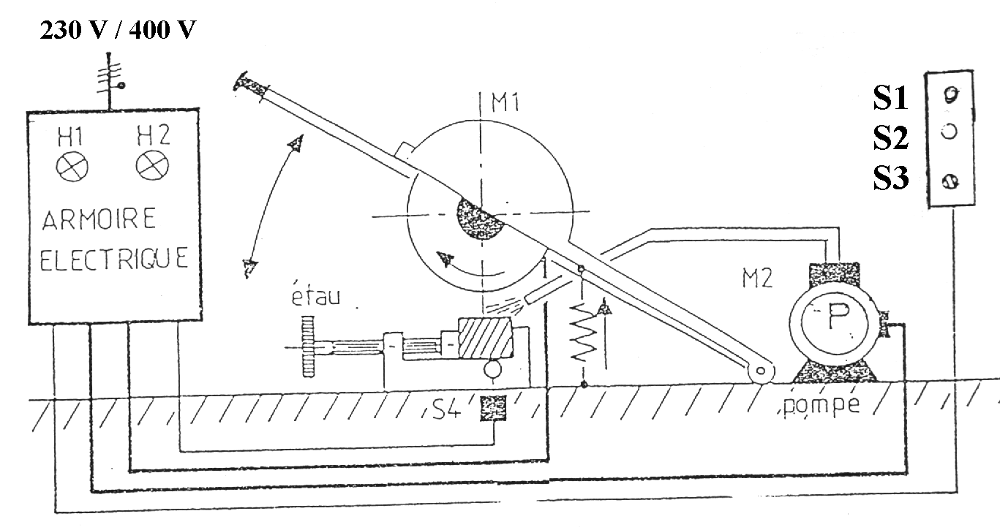 230 V / 400 V
H1 H2
ARMOIRE
ELECTRIQUE
M1
S1
S2
S3
M2
P
étau
S4
pompe